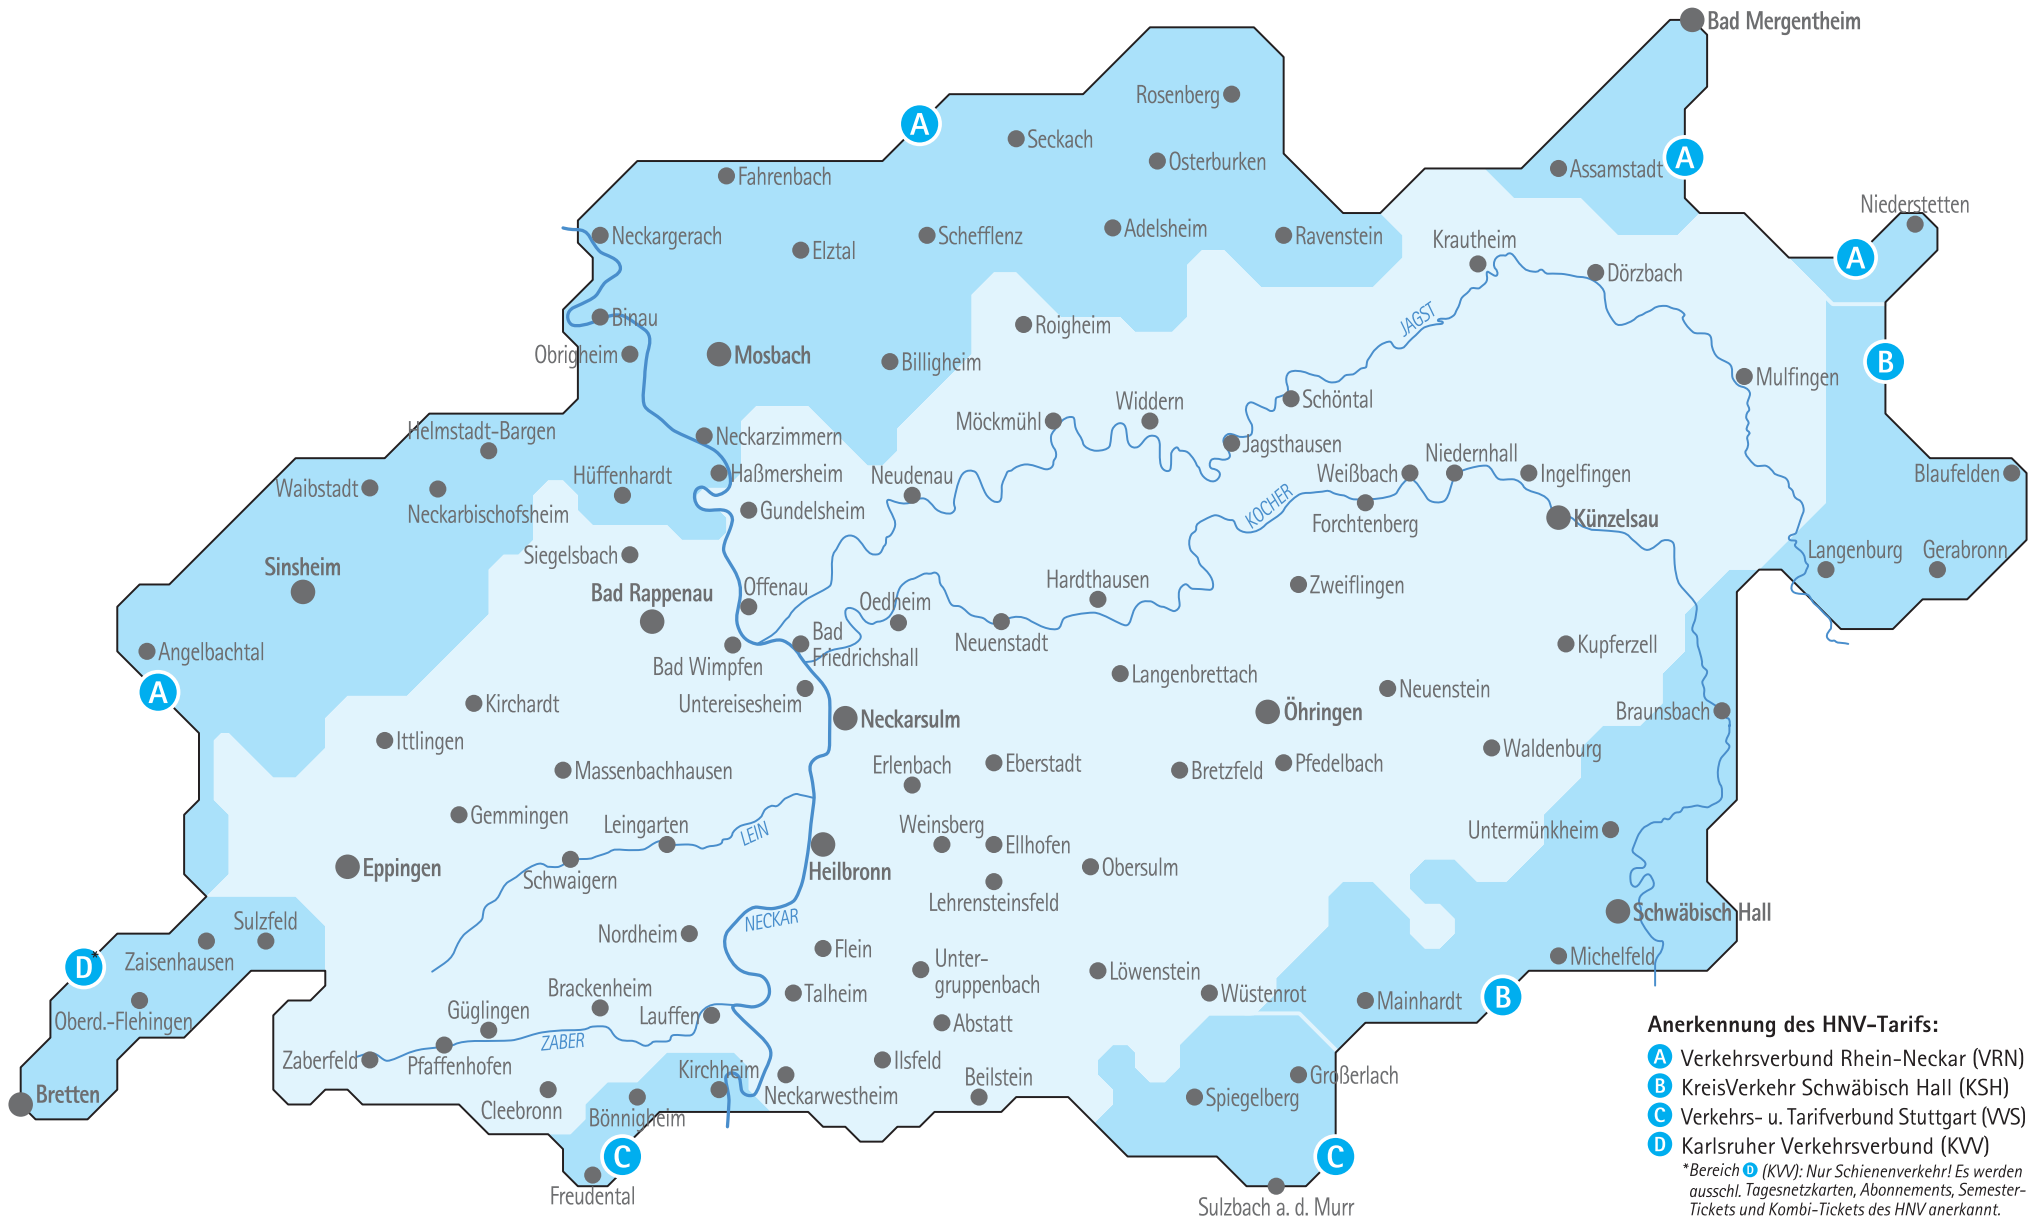 Bad Mergentheim
Rosenberg
A
Seckach
A
Osterburken
Assamstadt
Fahrenbach
Niederstetten
Neckargerach
Elztal
Schefflenz
Adelsheim
Ravenstein
Krautheim
A
Dörzbach
Binau
JAGST
Roigheim
Obrigheim
Mosbach
Billigheim
B
Mulfingen
Schöntal
Widdern
Möckmühl
Helmstadt-Bargen
Neckarzimmern
Jagsthausen
Niedernhall
Waibstadt
Hüffenhardt
Haßmersheim
Neudenau
Weißbach
Ingelfingen
Blaufelden
Neckarbischofsheim
Gundelsheim
KOCHER
Forchtenberg
Künzelsau
Siegelsbach
Langenburg
Gerabronn
Sinsheim
Bad Rappenau
Offenau
Hardthausen
Zweiflingen
Oedheim
Angelbachtal
Bad
Friedrichshall
Neuenstadt
Kupferzell
Bad Wimpfen
Langenbrettach
A
Untereisesheim
Neuenstein
Kirchardt
Neckarsulm
Öhringen
Braunsbach
Ittlingen
Waldenburg
Massenbachhausen
Erlenbach
Eberstadt
Bretzfeld
Pfedelbach
Gemmingen
Leingarten
LEIN
Weinsberg
Ellhofen
Untermünkheim
Eppingen
Schwaigern
Heilbronn
Obersulm
Lehrensteinsfeld
Sulzfeld
NECKAR
Schwäbisch Hall
Zaisenhausen
Nordheim
Flein
Michelfeld
D*
Unter-
gruppenbach
Löwenstein
Oberd.-Flehingen
Brackenheim
Talheim
Wüstenrot
Mainhardt
B
Güglingen
Lauffen
Abstatt
ZABER
Zaberfeld
Pfaffenhofen
Ilsfeld
Kirchheim
Beilstein
Großerlach
Bretten
Cleebronn
Bönnigheim
Neckarwestheim
Spiegelberg
C
C
Freudental
Sulzbach a. d. Murr
Anerkennung des HNV-Tarifs:
A Verkehrsverbund Rhein-Neckar (VRN)
B KreisVerkehr Schwäbisch Hall (KSH)
C Verkehrs- u. Tarifverbund Stuttgart (VVS)
D Karlsruher Verkehrsverbund (KVV)
*Bereich D (KVV): Nur Schienenverkehr! Es werden
ausschl. Tagesnetzkarten, Abonnements, Semester-
Tickets und Kombi-Tickets des HNV anerkannt.